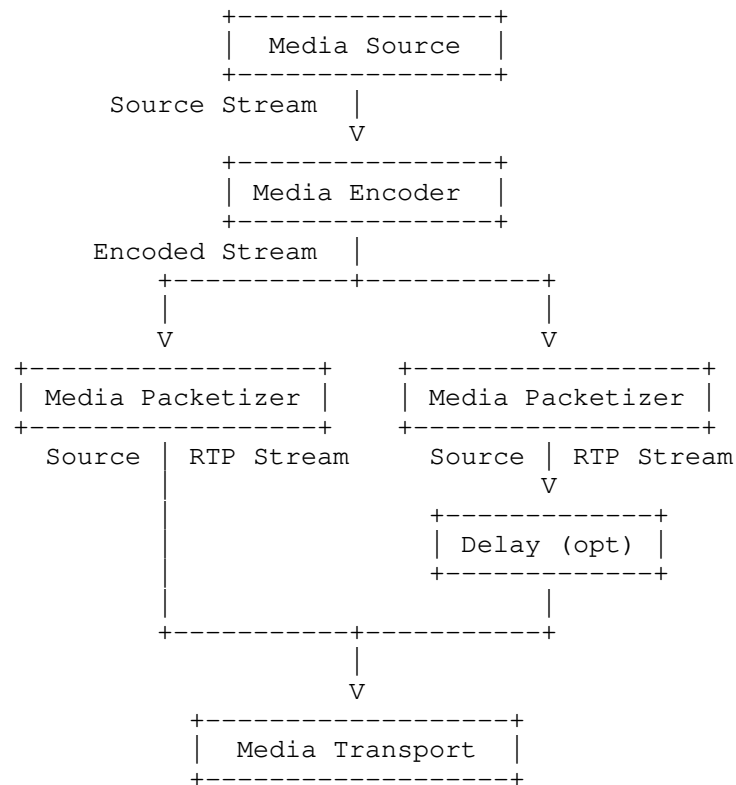 Media Source
Source Stream
V
Media Encoder
Encoded Stream
V V
Media Packetizer Media Packetizer
Source RTP Stream Source RTP Stream
V
Delay (opt)
V
Media Transport